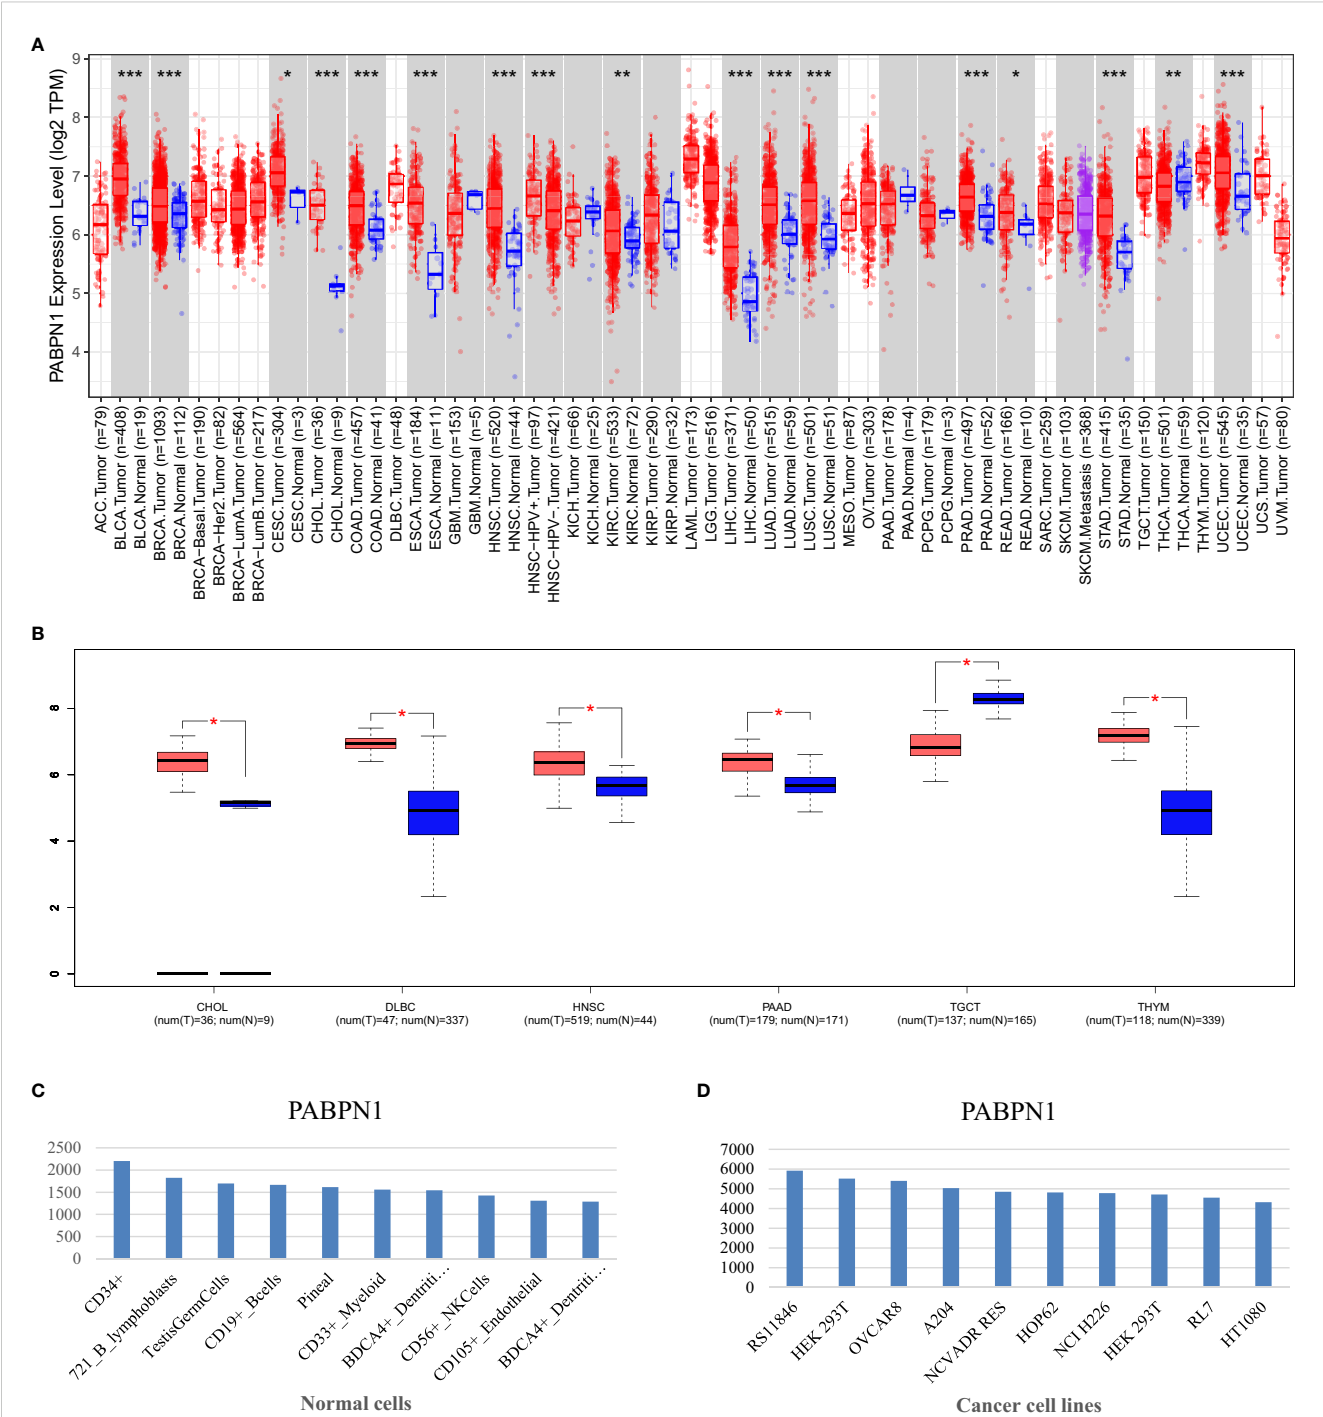 A
PABPN1 Expression Level (log2 TPM)
9
8
7
6
5
4
*** *** * *** *** *** *** *** ** *** *** *** *** * *** ** ***
ACC.Tumor (n=79)
BLCA.Tumor (n=408)
BLCA.Normal (n=19)
BRCA.Tumor (n=1093)
BRCA.Normal (n=112)
BRCA−Basal.Tumor (n=190)
BRCA−Her2.Tumor (n=82)
BRCA−LumA.Tumor (n=564)
BRCA−LumB.Tumor (n=217)
CESC.Tumor (n=304)
CESC.Normal (n=3)
CHOL.Tumor (n=36)
CHOL.Normal (n=9)
COAD.Tumor (n=457)
COAD.Normal (n=41)
DLBC.Tumor (n=48)
ESCA.Tumor (n=184)
ESCA.Normal (n=11)
GBM.Tumor (n=153)
GBM.Normal (n=5)
HNSC.Tumor (n=520)
HNSC.Normal (n=44)
HNSC−HPV+.Tumor (n=97)
HNSC−HPV−.Tumor (n=421)
KICH.Tumor (n=66)
KICH.Normal (n=25)
KIRC.Tumor (n=533)
KIRC.Normal (n=72)
KIRP.Tumor (n=290)
KIRP.Normal (n=32)
LAML.Tumor (n=173)
LGG.Tumor (n=516)
LIHC.Tumor (n=371)
LIHC.Normal (n=50)
LUAD.Tumor (n=515)
LUAD.Normal (n=59)
LUSC.Tumor (n=501)
LUSC.Normal (n=51)
MESO.Tumor (n=87)
OV.Tumor (n=303)
PAAD.Tumor (n=178)
PAAD.Normal (n=4)
PCPG.Tumor (n=179)
PCPG.Normal (n=3)
PRAD.Tumor (n=497)
PRAD.Normal (n=52)
READ.Tumor (n=166)
READ.Normal (n=10)
SARC.Tumor (n=259)
SKCM.Tumor (n=103)
SKCM.Metastasis (n=368)
STAD.Tumor (n=415)
STAD.Normal (n=35)
TGCT.Tumor (n=150)
THCA.Tumor (n=501)
THCA.Normal (n=59)
THYM.Tumor (n=120)
UCEC.Tumor (n=545)
UCEC.Normal (n=35)
UCS.Tumor (n=57)
UVM.Tumor (n=80)
B
8
6
4
2
0
* * * * * *
CHOL
(num(T)=36; num(N)=9)
DLBC
(num(T)=47; num(N)=337)
HNSC
(num(T)=519; num(N)=44)
PAAD
(num(T)=179; num(N)=171)
TGCT
(num(T)=137; num(N)=165)
THYM
(num(T)=118; num(N)=339)
C
PABPN1
2500
2000
1500
1000
500
0
CD34+
721_B_lymphoblasts
TestisGermCells
CD19+_Bcells
Pineal
CD33+_Myeloid
BDCA4+_Dentriti…
CD56+_NKCells
CD105+_Endothelial
BDCA4+_Dentriti…
Normal cells
D
PABPN1
7000
6000
5000
4000
3000
2000
1000
0
RS11846
HEK 293T
OVCAR8
A204
NCVADR RES
HOP62
NCI H226
HEK 293T
RL7
HT1080
Cancer cell lines